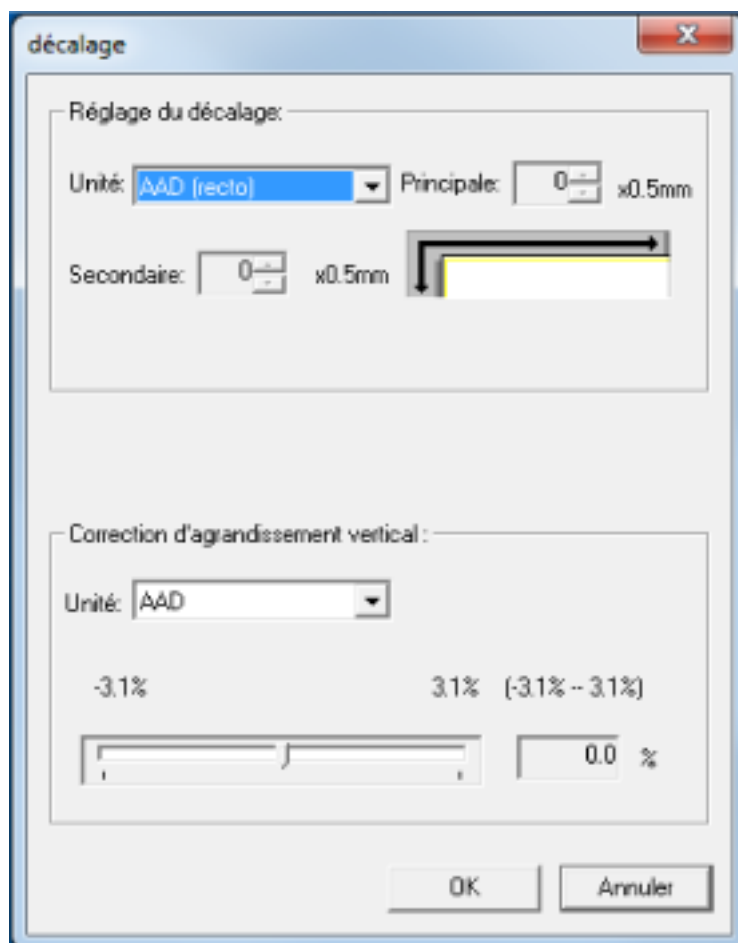 décalage
Réglage du décalage:
Unité: AAD (recto) Principale: 0 x0.5mm
Secondaire: 0 x0.5mm
Correction d'agrandissement vertical :
Unité: AAD
-3.1% 3.1% (-3.1% -- 3.1%)
0.0 %
OK Annuler